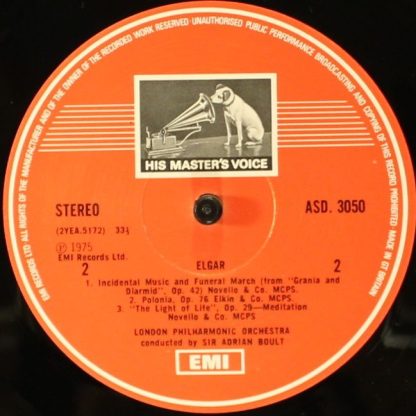 EMI RECORDS LTD ALL RIGHTS OF THE MANUFACTURER AND OF THE OWNER OF THE RECORDED WORK RESERVED · UNAUTHORISED PUBLIC PERFORMANCE BROADCASTING AND COPYING OF THIS RECORD PROHIBITED · MADE IN GT BRITAIN
HIS MASTER'S VOICE
STEREO
ASD. 3050
(2YEA.5172) 33⅓
Ⓟ 1975
EMI Records Ltd.
2
ELGAR
2
1. Incidental Music and Funeral March (from "Grania and
Diarmid", Op. 42) Novello & Co. MCPS.
2. Polonia, Op. 76 Elkin & Co. MCPS.
3. "The Light of Life", Op. 29—Meditation
Novello & Co. MCPS.
LONDON PHILHARMONIC ORCHESTRA
conducted by SIR ADRIAN BOULT
EMI